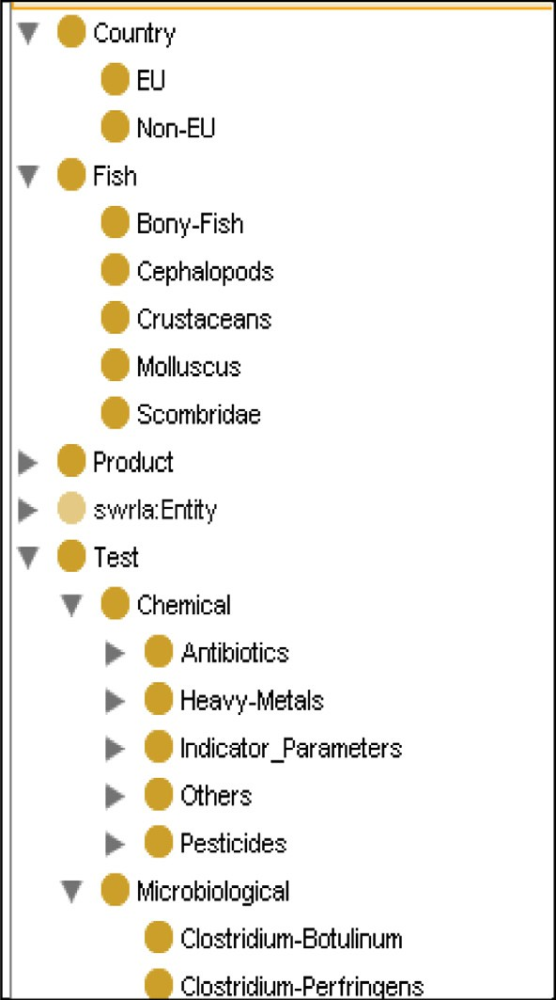 Country
EU
Non-EU
Fish
Bony-Fish
Cephalopods
Crustaceans
Molluscus
Scombridae
Product
swrla:Entity
Test
Chemical
Antibiotics
Heavy-Metals
Indicator_Parameters
Others
Pesticides
Microbiological
Clostridium-Botulinum
Clostridium-Perfringens